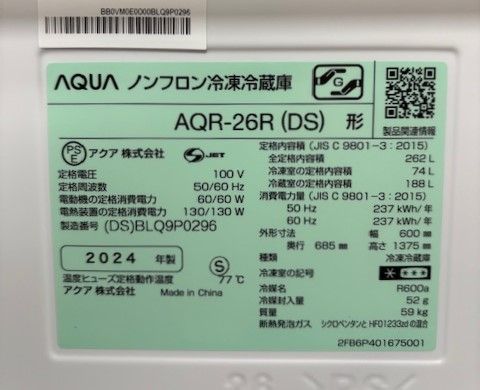 BB0VM0E0000BLQ9P0296
AQUA ノンフロン冷凍冷蔵庫
G
AQR-26R (DS) 形
製品関連情報
PS E アクア 株式会社 S-JET
定格電圧 100 V
定格周波数 50/60 Hz
電動機の定格消費電力 60/60 W
電熱装置の定格消費電力 130/130 W
製造番号 (DS)BLQ9P0296
2024 年製
S
温度ヒューズ定格動作温度 77℃
アクア 株式会社 Made in China
定格内容積 (JIS C 9801-3 : 2015)
全定格内容積 262 L
冷凍室の定格内容積 74 L
冷蔵室の定格内容積 188 L
消費電力量 (JIS C 9801-3 : 2015)
50 Hz 237 kWh/年
60 Hz 237 kWh/年
外形寸法 幅 600 mm
奥行 685 mm 高さ 1375 mm
種類 冷凍冷蔵庫
冷凍室の記号 * ***
冷媒 R600a
冷媒封入量 52 g
質量 59 kg
断熱発泡ガス シクロペンタンと HFO1233zd の混合
2FB6P401675001